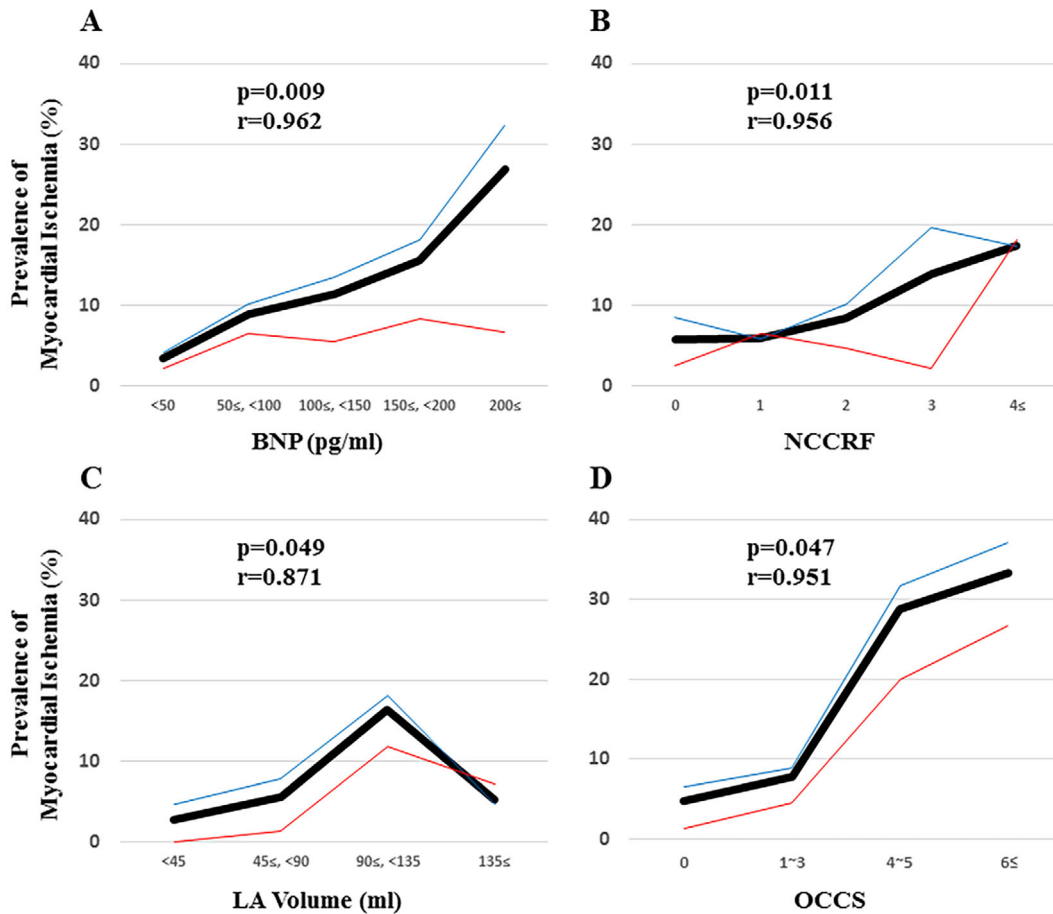 A
40
30
20
10
0
p=0.009
r=0.962
Prevalence of
Myocardial Ischemia (%)
<50
50≤, <100
100≤, <150
150≤, <200
200≤
BNP (pg/ml)
B
40
30
20
10
0
p=0.011
r=0.956
0
1
2
3
4≤
NCCRF
C
40
30
20
10
0
p=0.049
r=0.871
Prevalence of
Myocardial Ischemia (%)
<45
45≤, <90
90≤, <135
135≤
LA Volume (ml)
D
40
30
20
10
0
p=0.047
r=0.951
0
1~3
4~5
6≤
OCCS